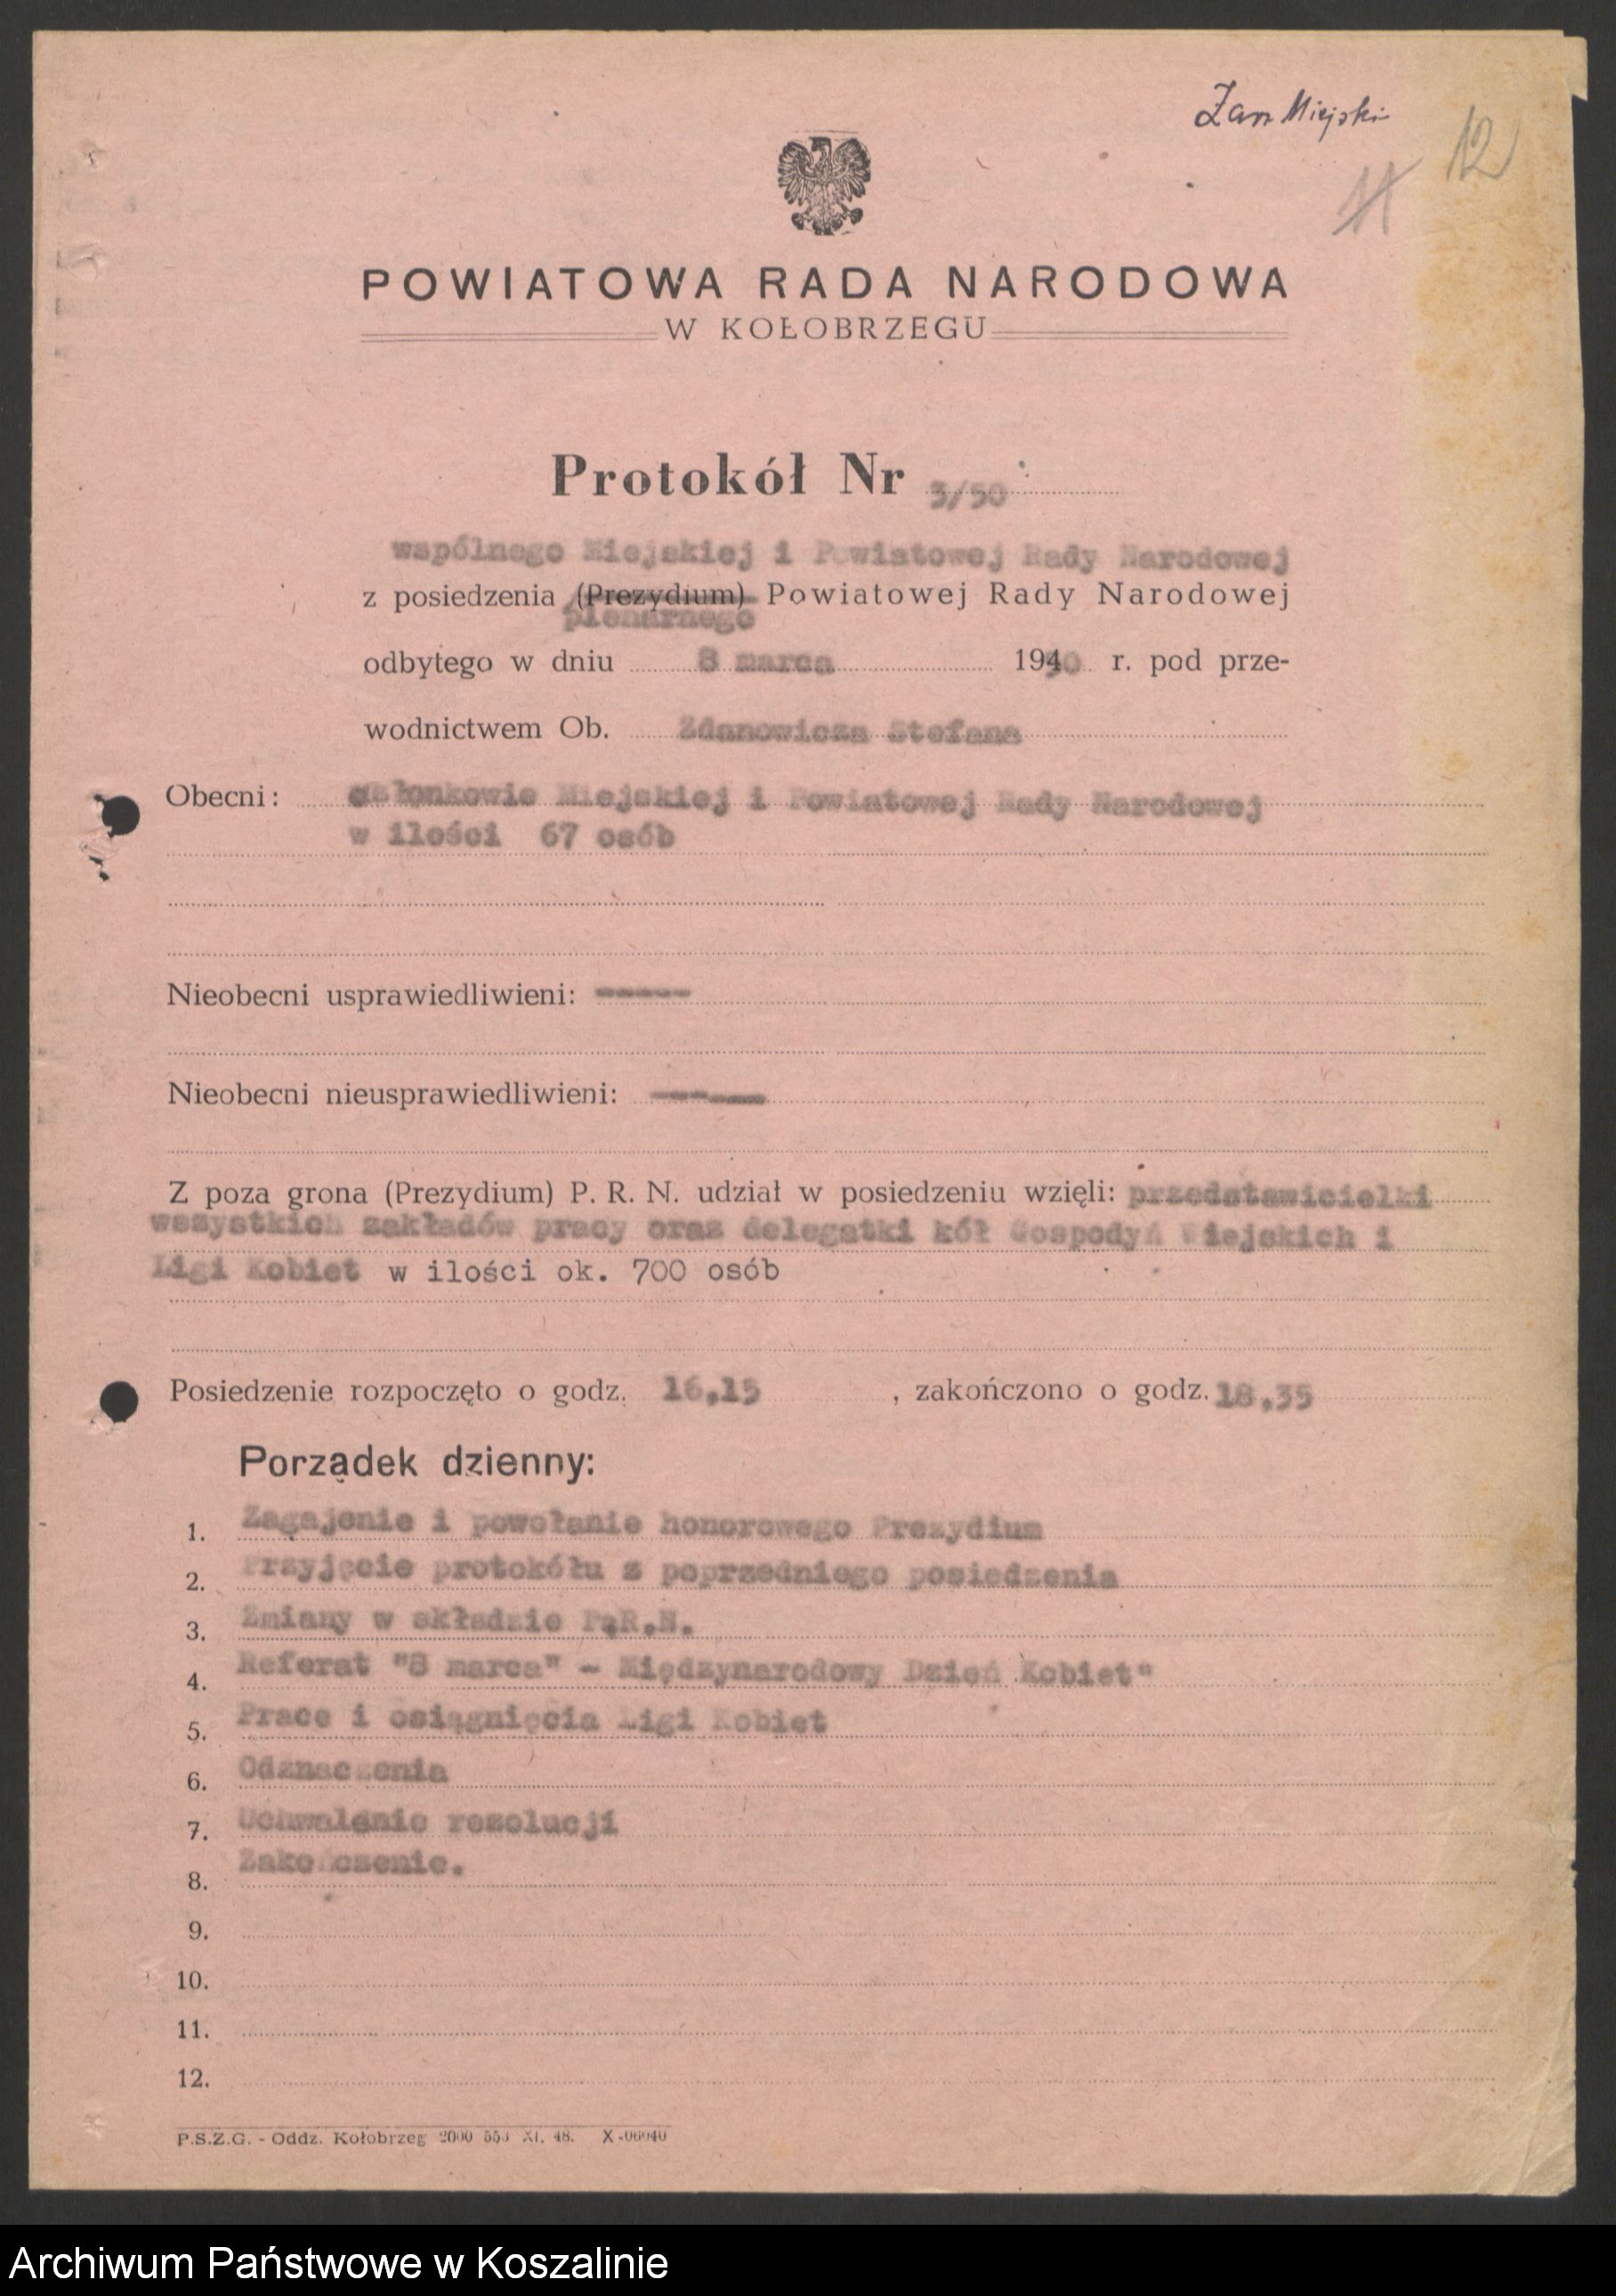 Zarz Miejski
12
11
POWIATOWA RADA NARODOWA
W KOŁOBRZEGU
Protokół Nr 3/50
wspólnego Miejskiej i Powiatowej Rady Narodowej
z posiedzenia (Prezydium) Powiatowej Rady Narodowej
plenarnego
odbytego w dniu 8 marca 1950 r. pod prze-
wodnictwem Ob. Zdanowicza Stefana
Obecni: członkowie Miejskiej i Powiatowej Rady Narodowej
w ilości 67 osób
Nieobecni usprawiedliwieni: -----
Nieobecni nieusprawiedliwieni: ------
Z poza grona (Prezydium) P. R. N. udział w posiedzeniu wzięli: przedstawicielki
wszystkich zakładów pracy oraz delegatki kół Gospodyń Wiejskich i
Ligi Kobiet w ilości ok. 700 osób
Posiedzenie rozpoczęto o godz. 16,15 , zakończono o godz. 18,35
Porządek dzienny:
1. Zagajenie i powołanie honorowego Prezydium
2. Przyjęcie protokółu z poprzedniego posiedzenia
3. Zmiany w składzie P.R.N.
4. Referat "8 marca" - Międzynarodowy Dzień Kobiet"
5. Prace i osiągnięcia Ligi Kobiet
6. Odznaczenia
7. Uchwalenie rezolucji
8. Zakończenie.
9.
10.
11.
12.
P.S.Z.G. - Oddz. Kołobrzeg 2000 553 XI. 48. X-06940
Archiwum Państwowe w Koszalinie